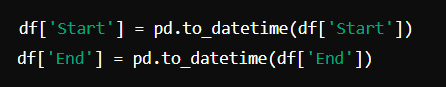 df['Start'] = pd.to_datetime(df['Start'])
df['End'] = pd.to_datetime(df['End'])